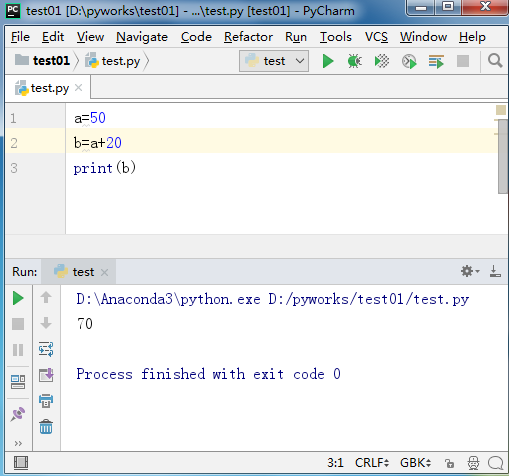 test01 [D:\pyworks\test01] - ...\test.py [test01] - PyCharm
File Edit View Navigate Code Refactor Run Tools VCS Window Help
test01 test.py test
test.py
1 a=50
2 b=a+20
3 print(b)
Run: test
D:\Anaconda3\python.exe D:/pyworks/test01/test.py
70
Process finished with exit code 0
3:1 CRLF GBK